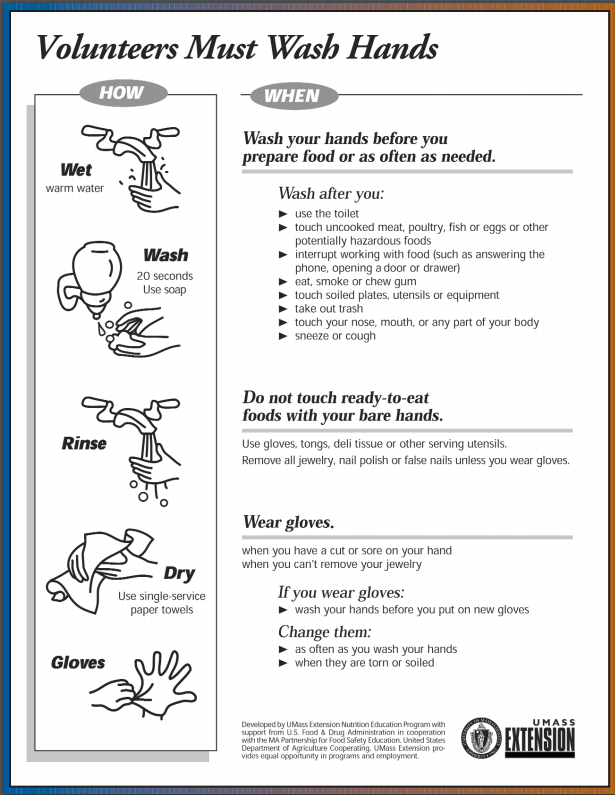 Volunteers Must Wash Hands
HOW
Wet
warm water
Wash
20 seconds
Use soap
Rinse
Dry
Use single-service
paper towels
Gloves
WHEN
Wash your hands before you
prepare food or as often as needed.
Wash after you:
► use the toilet
► touch uncooked meat, poultry, fish or eggs or other
potentially hazardous foods
► interrupt working with food (such as answering the
phone, opening a door or drawer)
► eat, smoke or chew gum
► touch soiled plates, utensils or equipment
► take out trash
► touch your nose, mouth, or any part of your body
► sneeze or cough
Do not touch ready-to-eat
foods with your bare hands.
Use gloves, tongs, deli tissue or other serving utensils.
Remove all jewelry, nail polish or false nails unless you wear gloves.
Wear gloves.
when you have a cut or sore on your hand
when you can't remove your jewelry
If you wear gloves:
► wash your hands before you put on new gloves
Change them:
► as often as you wash your hands
► when they are torn or soiled
Developed by UMass Extension Nutrition Education Program with
support from U.S. Food & Drug Administration in cooperation
with the MA Partnership for Food Safety Education. United States
Department of Agriculture Cooperating. UMass Extension pro-
vides equal opportunity in programs and employment.
UMASS
EXTENSION